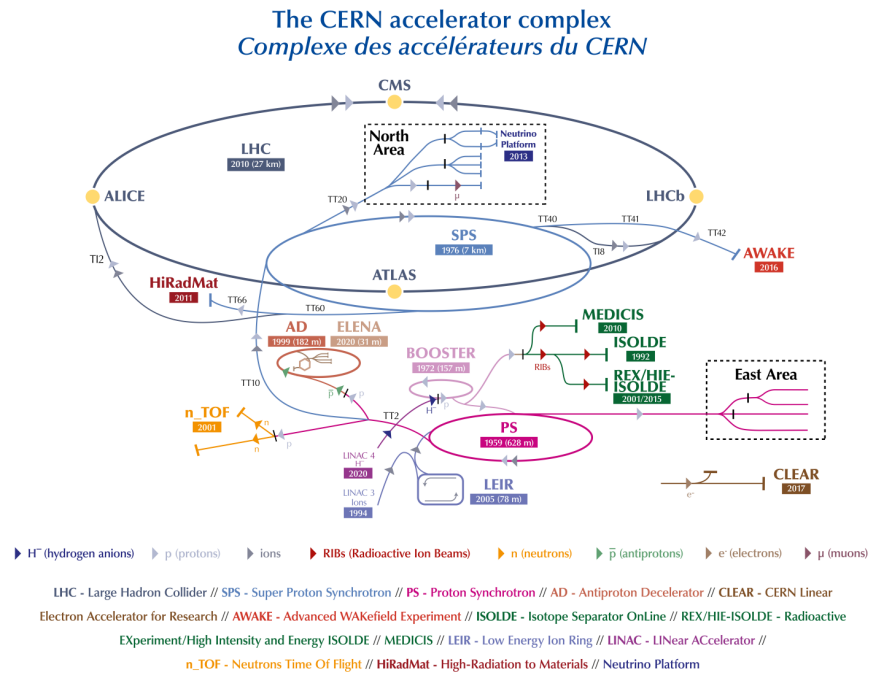 The CERN accelerator complex
Complexe des accélérateurs du CERN
CMS
LHC
2010 (27 km)
North
Area
Neutrino
Platform
2013
ALICE
LHCb
TT20
μ
TT40
TT41
SPS
1976 (7 km)
TT42
TI8
AWAKE
2016
TI2
ATLAS
HiRadMat
2011
TT66
TT60
MEDICIS
2010
AD
1999 (182 m)
ELENA
2020 (31 m)
ISOLDE
1992
BOOSTER
1972 (157 m)
RIBs
REX/HIE-
ISOLDE
2001/2015
East Area
TT10
p̅
p
H⁻
p
n_TOF
2001
n
n
p
TT2
PS
1959 (628 m)
LINAC 4
H⁻
2020
LINAC 3
Ions
1994
LEIR
2005 (78 m)
CLEAR
2017
e⁻
H⁻ (hydrogen anions)
p (protons)
ions
RIBs (Radioactive Ion Beams)
n (neutrons)
p̅ (antiprotons)
e⁻ (electrons)
μ (muons)
LHC - Large Hadron Collider // SPS - Super Proton Synchrotron // PS - Proton Synchrotron // AD - Antiproton Decelerator // CLEAR - CERN Linear
Electron Accelerator for Research // AWAKE - Advanced WAKefield Experiment // ISOLDE - Isotope Separator OnLine // REX/HIE-ISOLDE - Radioactive
EXperiment/High Intensity and Energy ISOLDE // MEDICIS // LEIR - Low Energy Ion Ring // LINAC - LINear ACcelerator //
n_TOF - Neutrons Time Of Flight // HiRadMat - High-Radiation to Materials // Neutrino Platform